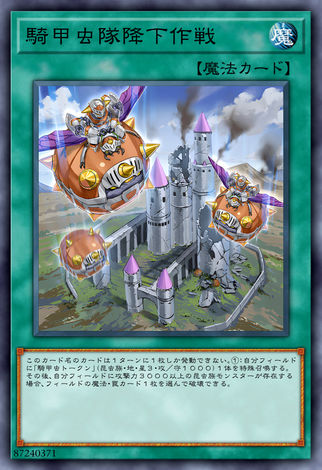 騎甲虫隊降下作戦
魔
【魔法カード】
このカード名のカードは1ターンに1枚しか発動できない。①:自分フィールド
に「騎甲虫トークン」(昆虫族・地・星3・攻/守1000)1体を特殊召喚する。
その後、自分フィールドに攻撃力3000以上の昆虫族モンスターが存在する
場合、フィールドの魔法・罠カード1枚を選んで破壊できる。
87240371